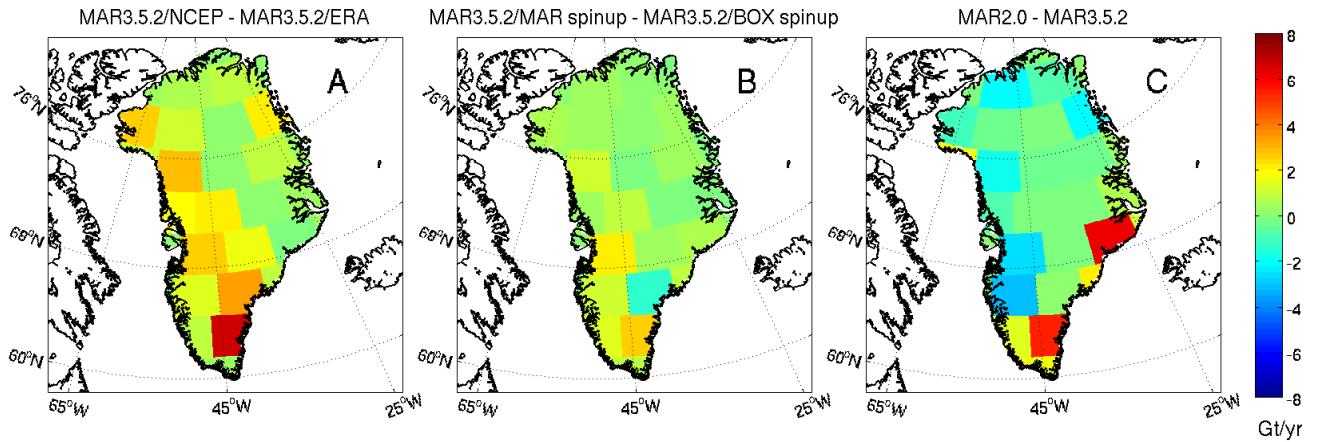 MAR3.5.2/NCEP - MAR3.5.2/ERA
MAR3.5.2/MAR spinup - MAR3.5.2/BOX spinup
MAR2.0 - MAR3.5.2
A
B
C
76°N
68°N
60°N
65°W
45°W
25°W
76°N
68°N
60°N
65°W
45°W
25°W
76°N
68°N
60°N
65°W
45°W
25°W
8
6
4
2
0
-2
-4
-6
-8
Gt/yr